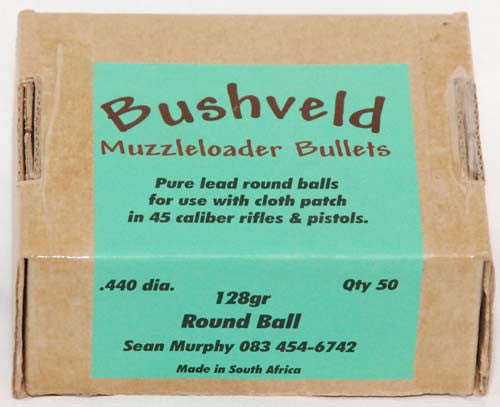 Bushveld
Muzzleloader Bullets
Pure lead round balls
for use with cloth patch
in 45 caliber rifles & pistols.
.440 dia. Qty 50
128gr
Round Ball
Sean Murphy 083 454-6742
Made in South Africa